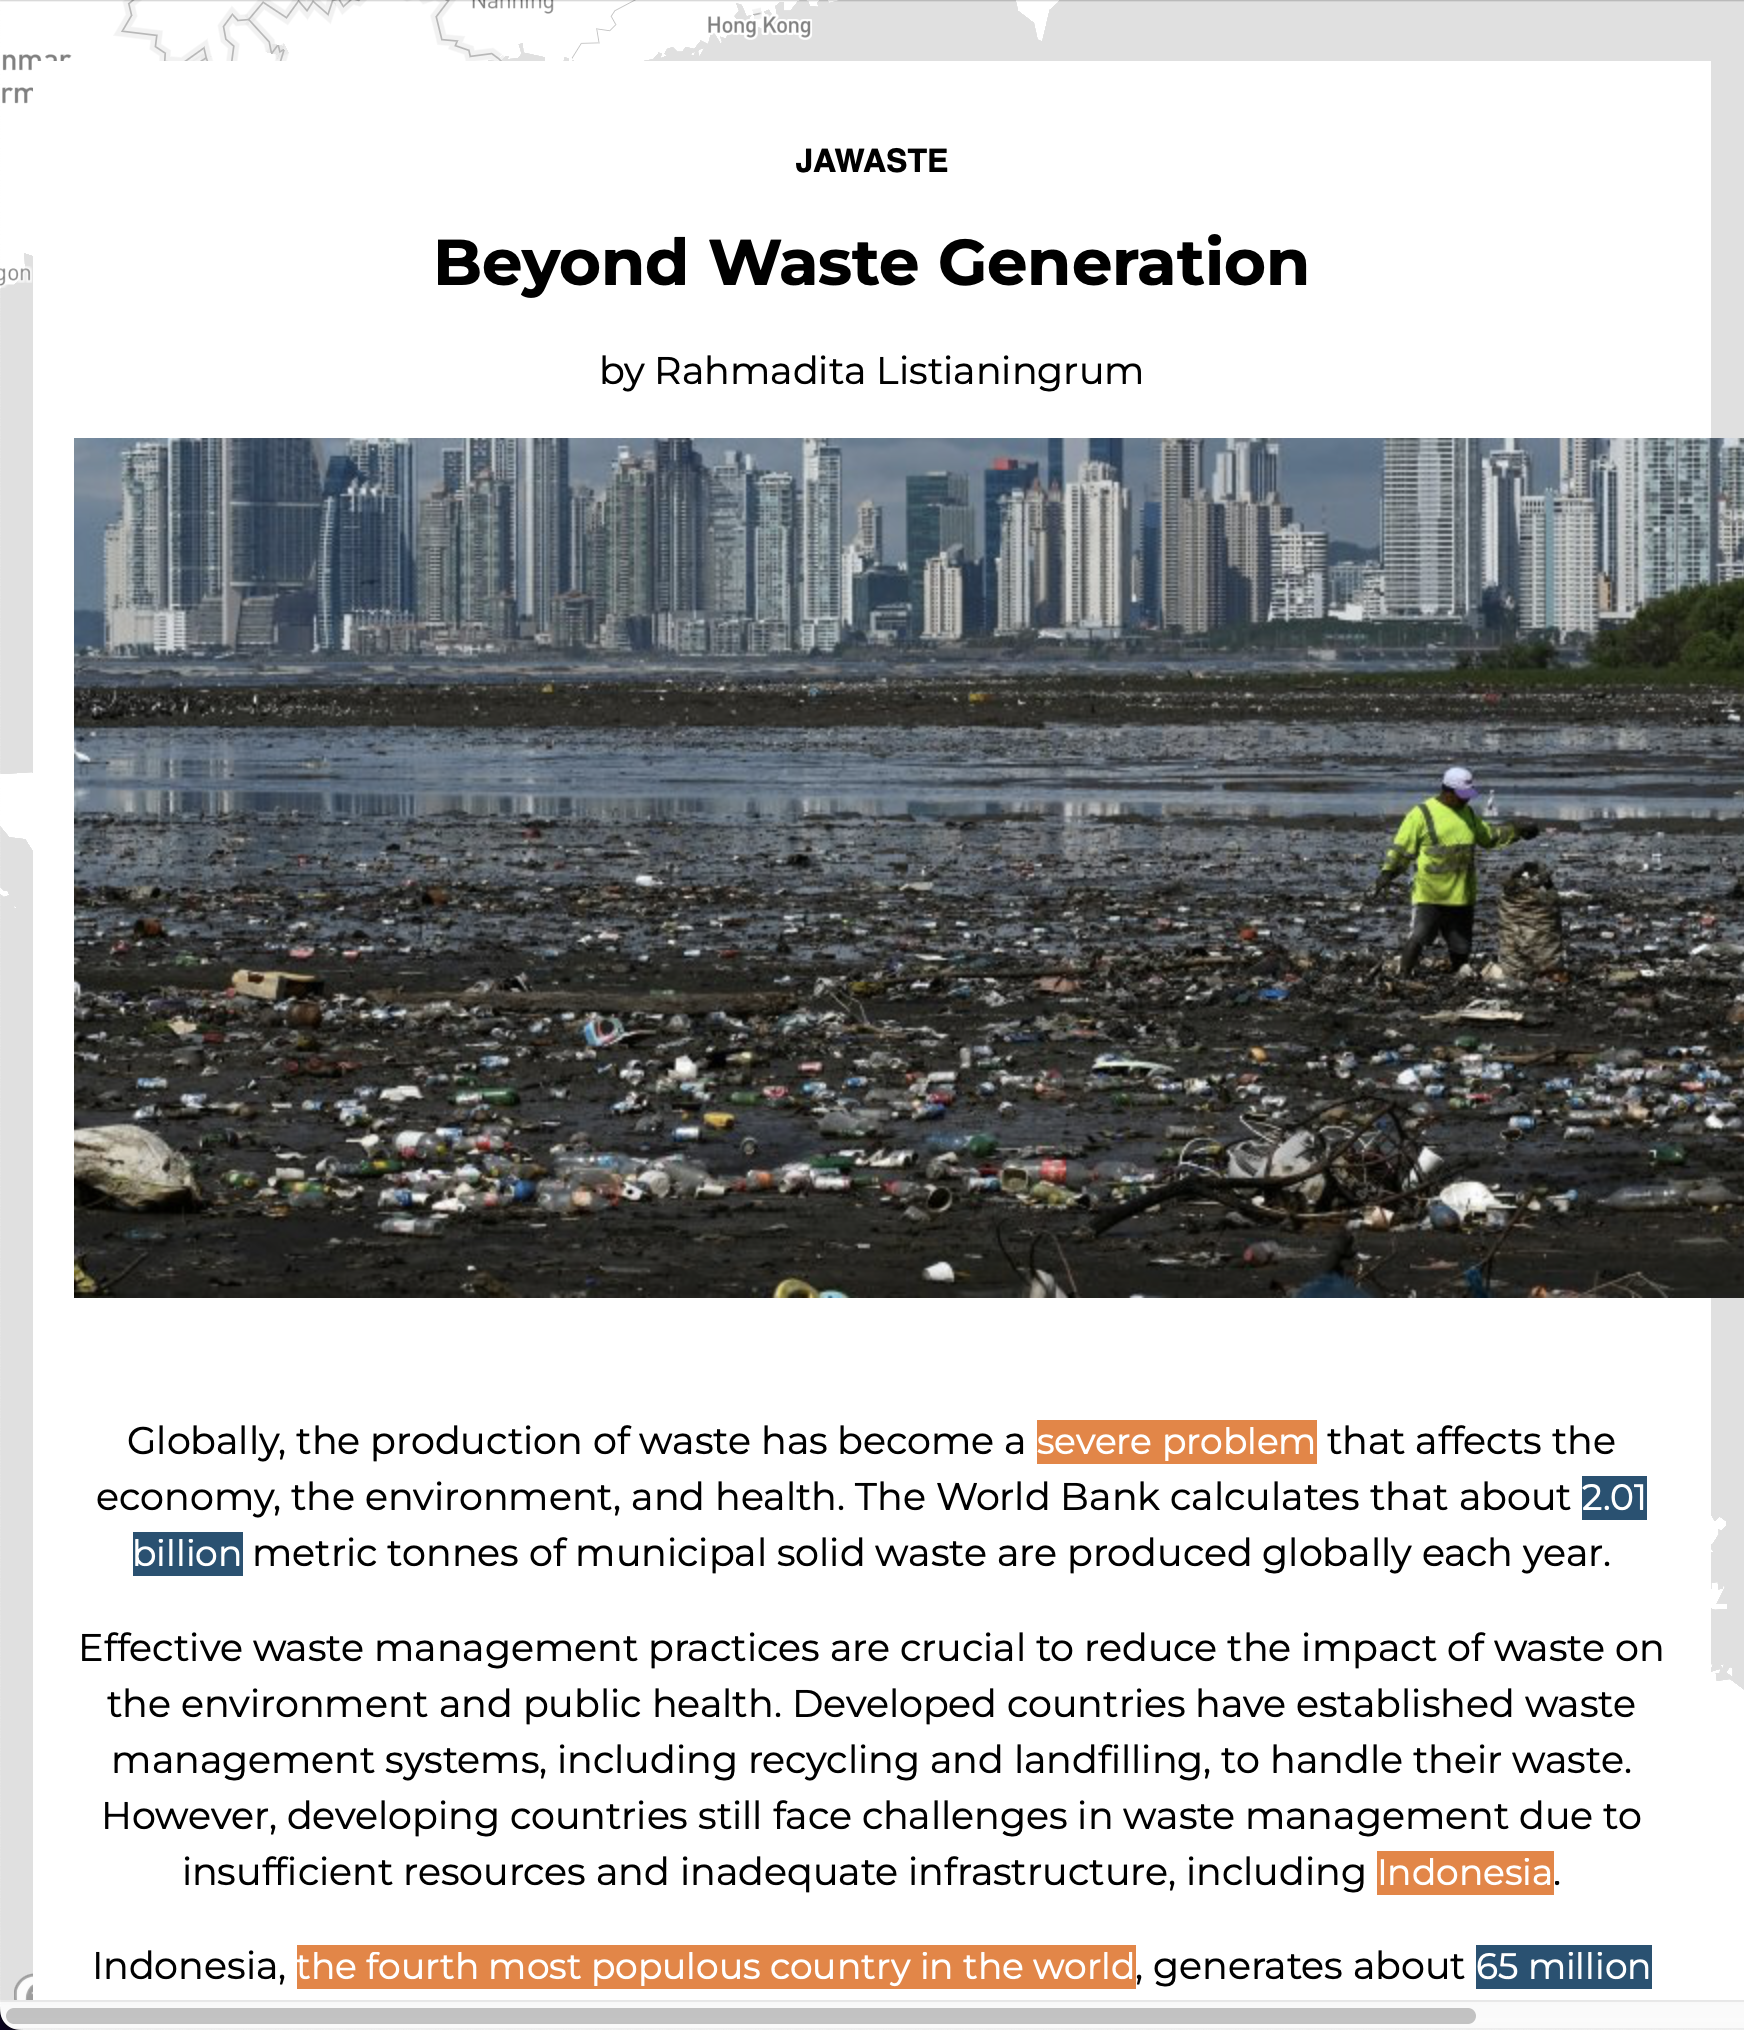 Hong Kong
JAWASTE
Beyond Waste Generation
by Rahmadita Listianingrum
Globally, the production of waste has become a severe problem that affects the
economy, the environment, and health. The World Bank calculates that about 2.01
billion metric tonnes of municipal solid waste are produced globally each year.
Effective waste management practices are crucial to reduce the impact of waste on
the environment and public health. Developed countries have established waste
management systems, including recycling and landfilling, to handle their waste.
However, developing countries still face challenges in waste management due to
insufficient resources and inadequate infrastructure, including Indonesia.
Indonesia, the fourth most populous country in the world, generates about 65 million